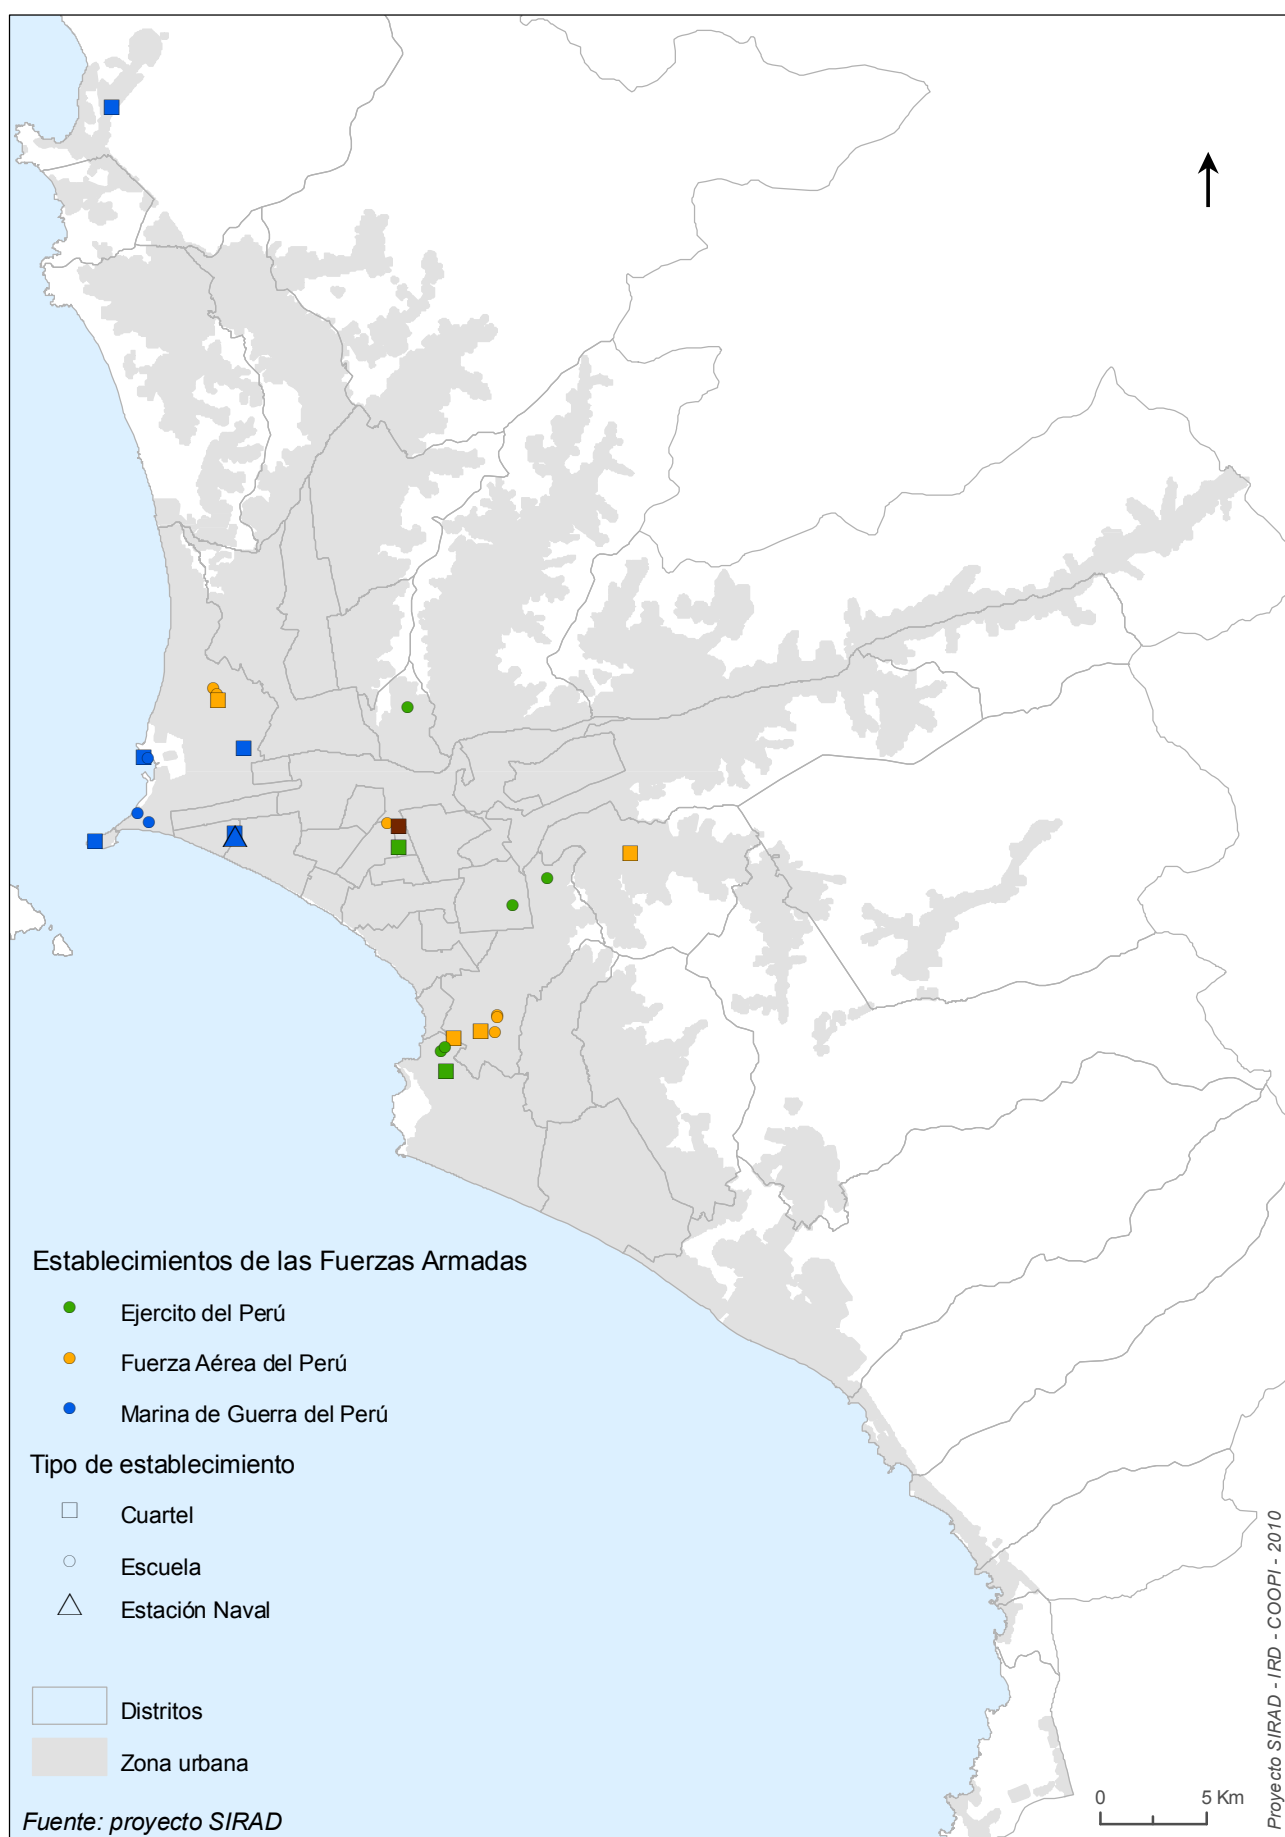 Establecimientos de las Fuerzas Armadas
Ejercito del Perú
Fuerza Aérea del Perú
Marina de Guerra del Perú
Tipo de establecimiento
Cuartel
Escuela
Estación Naval
Distritos
Zona urbana
Fuente: proyecto SIRAD
0 5 Km
Proyecto SIRAD - IRD - COOPI - 2010